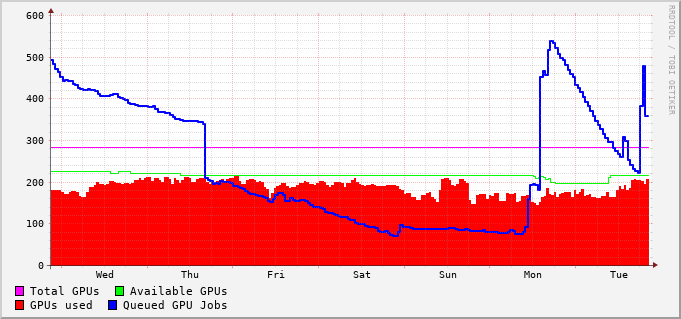 600
500
400
300
200
100
0
Wed Thu Fri Sat Sun Mon Tue
Total GPUs Available GPUs
GPUs used Queued GPU Jobs
RRDTOOL / TOBI OETIKER